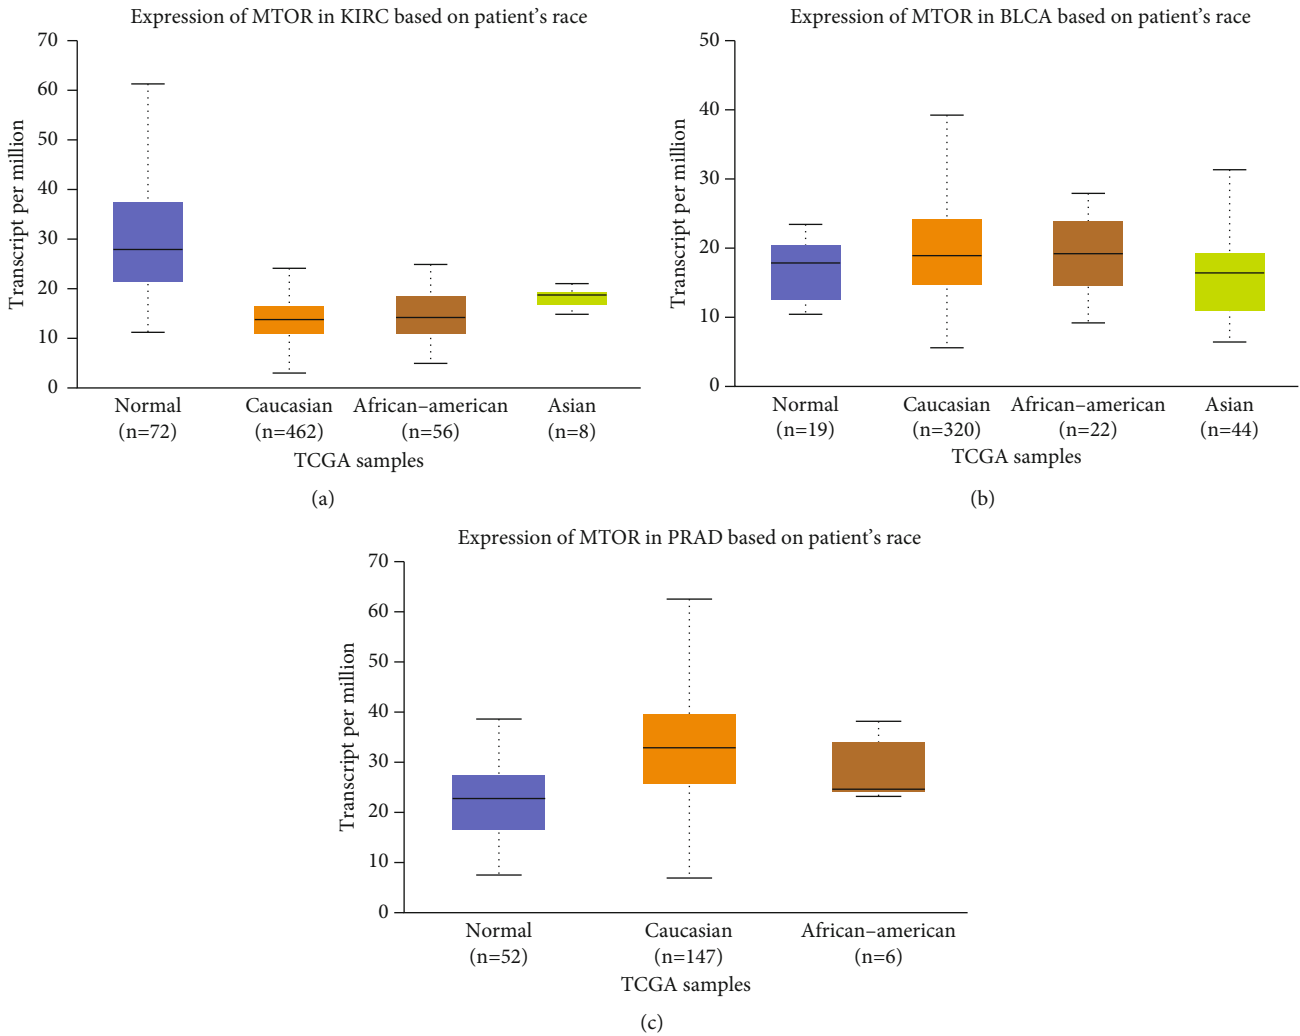 Expression of MTOR in KIRC based on patient's race
Transcript per million
70
60
50
40
30
20
10
0
Normal Caucasian African–american Asian
(n=72) (n=462) (n=56) (n=8)
TCGA samples
(a)
Expression of MTOR in BLCA based on patient's race
Transcript per million
50
40
30
20
10
0
Normal Caucasian African–american Asian
(n=19) (n=320) (n=22) (n=44)
TCGA samples
(b)
Expression of MTOR in PRAD based on patient's race
Transcript per million
70
60
50
40
30
20
10
0
Normal Caucasian African–american
(n=52) (n=147) (n=6)
TCGA samples
(c)